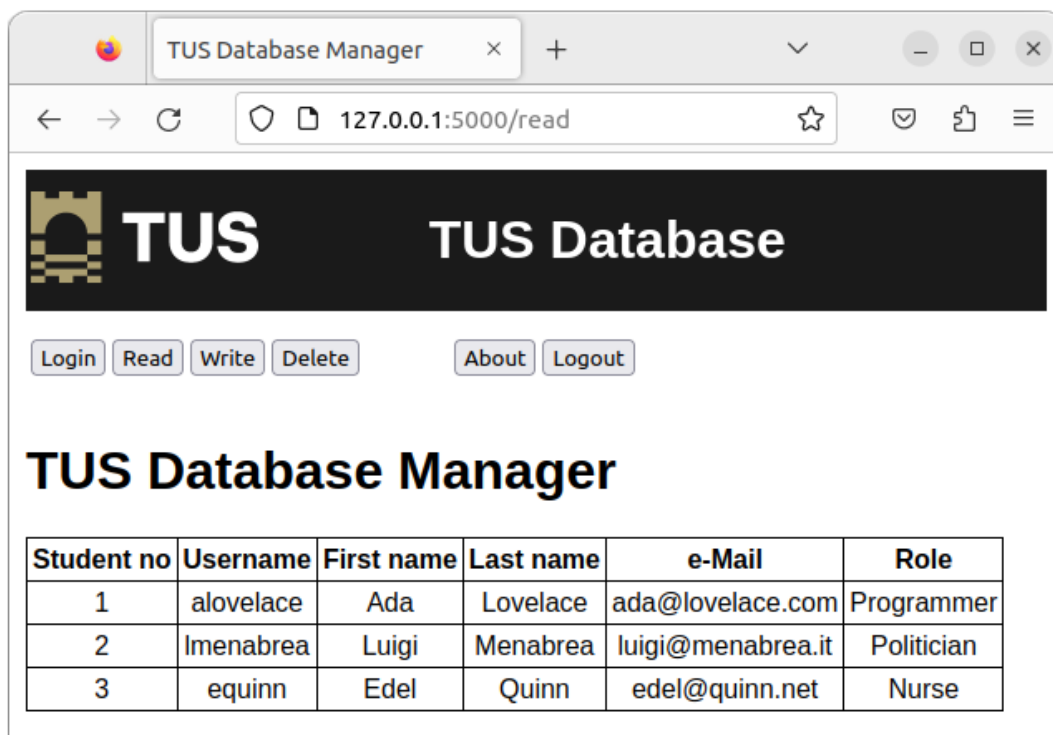 TUS Database Manager
127.0.0.1:5000/read
TUS TUS Database
Login Read Write Delete About Logout
TUS Database Manager
Student no Username First name Last name e-Mail Role
1 alovelace Ada Lovelace ada@lovelace.com Programmer
2 lmenabrea Luigi Menabrea luigi@menabrea.it Politician
3 equinn Edel Quinn edel@quinn.net Nurse